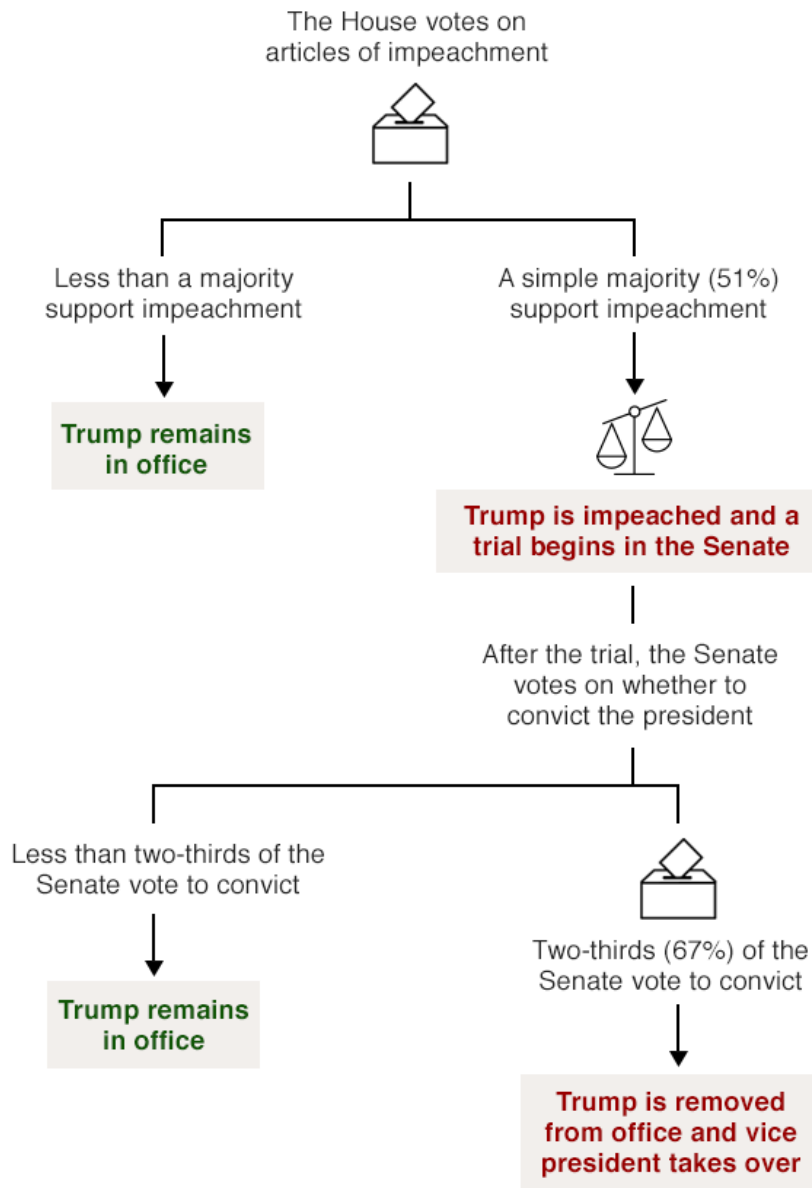 The House votes on
articles of impeachment
Less than a majority
support impeachment
A simple majority (51%)
support impeachment
Trump remains
in office
Trump is impeached and a
trial begins in the Senate
After the trial, the Senate
votes on whether to
convict the president
Less than two-thirds of the
Senate vote to convict
Two-thirds (67%) of the
Senate vote to convict
Trump remains
in office
Trump is removed
from office and vice
president takes over